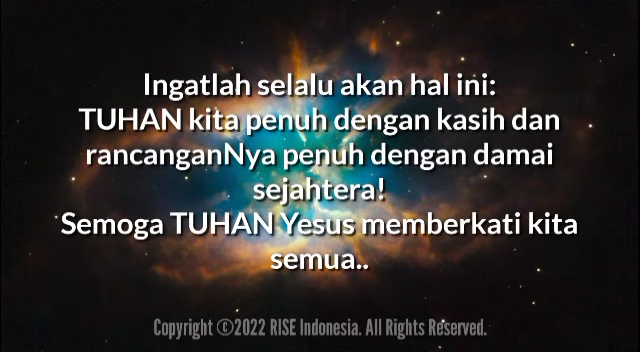 Ingatlah selalu akan hal ini:
TUHAN kita penuh dengan kasih dan
rancanganNya penuh dengan damai
sejahtera!
Semoga TUHAN Yesus memberkati kita
semua..
Copyright ©2022 RISE Indonesia. All Rights Reserved.